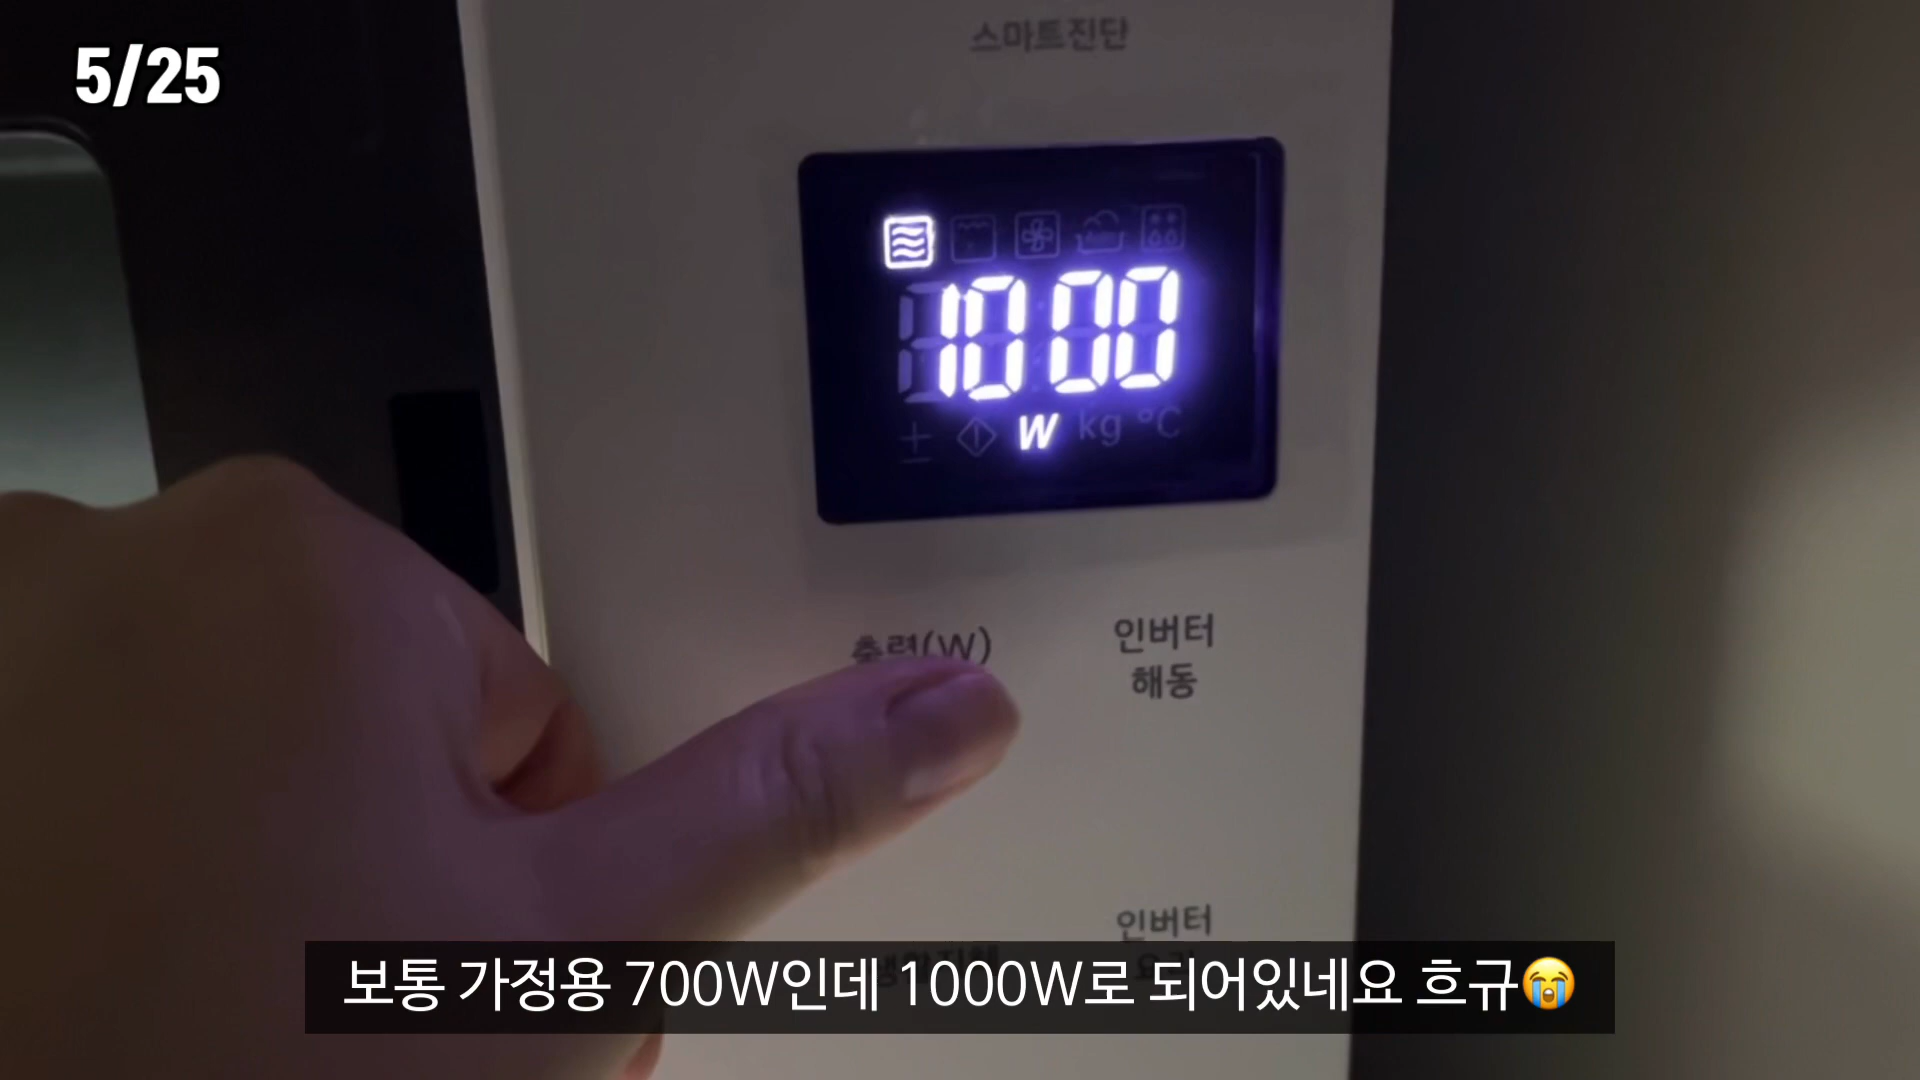 5/25
스마트진단
1000
W kg °C
출력(W)
인버터
해동
인버터
보통 가정용 700W인데 1000W로 되어있네요 흐규😭